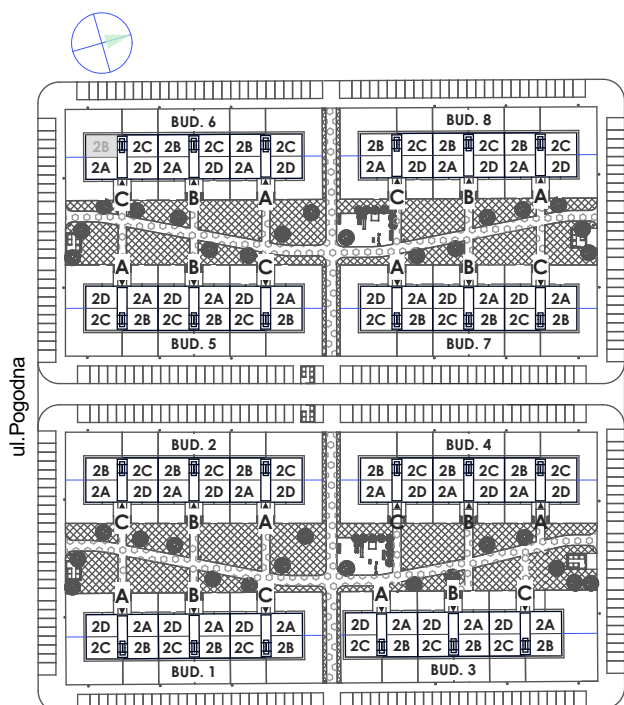 BUD. 6 BUD. 8
2B 2C 2B 2C 2B 2C 2B 2C 2B 2C 2B 2C
2A 2D 2A 2D 2A 2D 2A 2D 2A 2D 2A 2D
C B A C B A
A B C A B C
2D 2A 2D 2A 2D 2A 2D 2A 2D 2A 2D 2A
2C 2B 2C 2B 2C 2B 2C 2B 2C 2B 2C 2B
BUD. 5 BUD. 7
ul.Pogodna
BUD. 2 BUD. 4
2B 2C 2B 2C 2B 2C 2B 2C 2B 2C 2B 2C
2A 2D 2A 2D 2A 2D 2A 2D 2A 2D 2A 2D
C B A C B A
A B C A B C
2D 2A 2D 2A 2D 2A 2D 2A 2D 2A 2D 2A
2C 2B 2C 2B 2C 2B 2C 2B 2C 2B 2C 2B
BUD. 1 BUD. 3